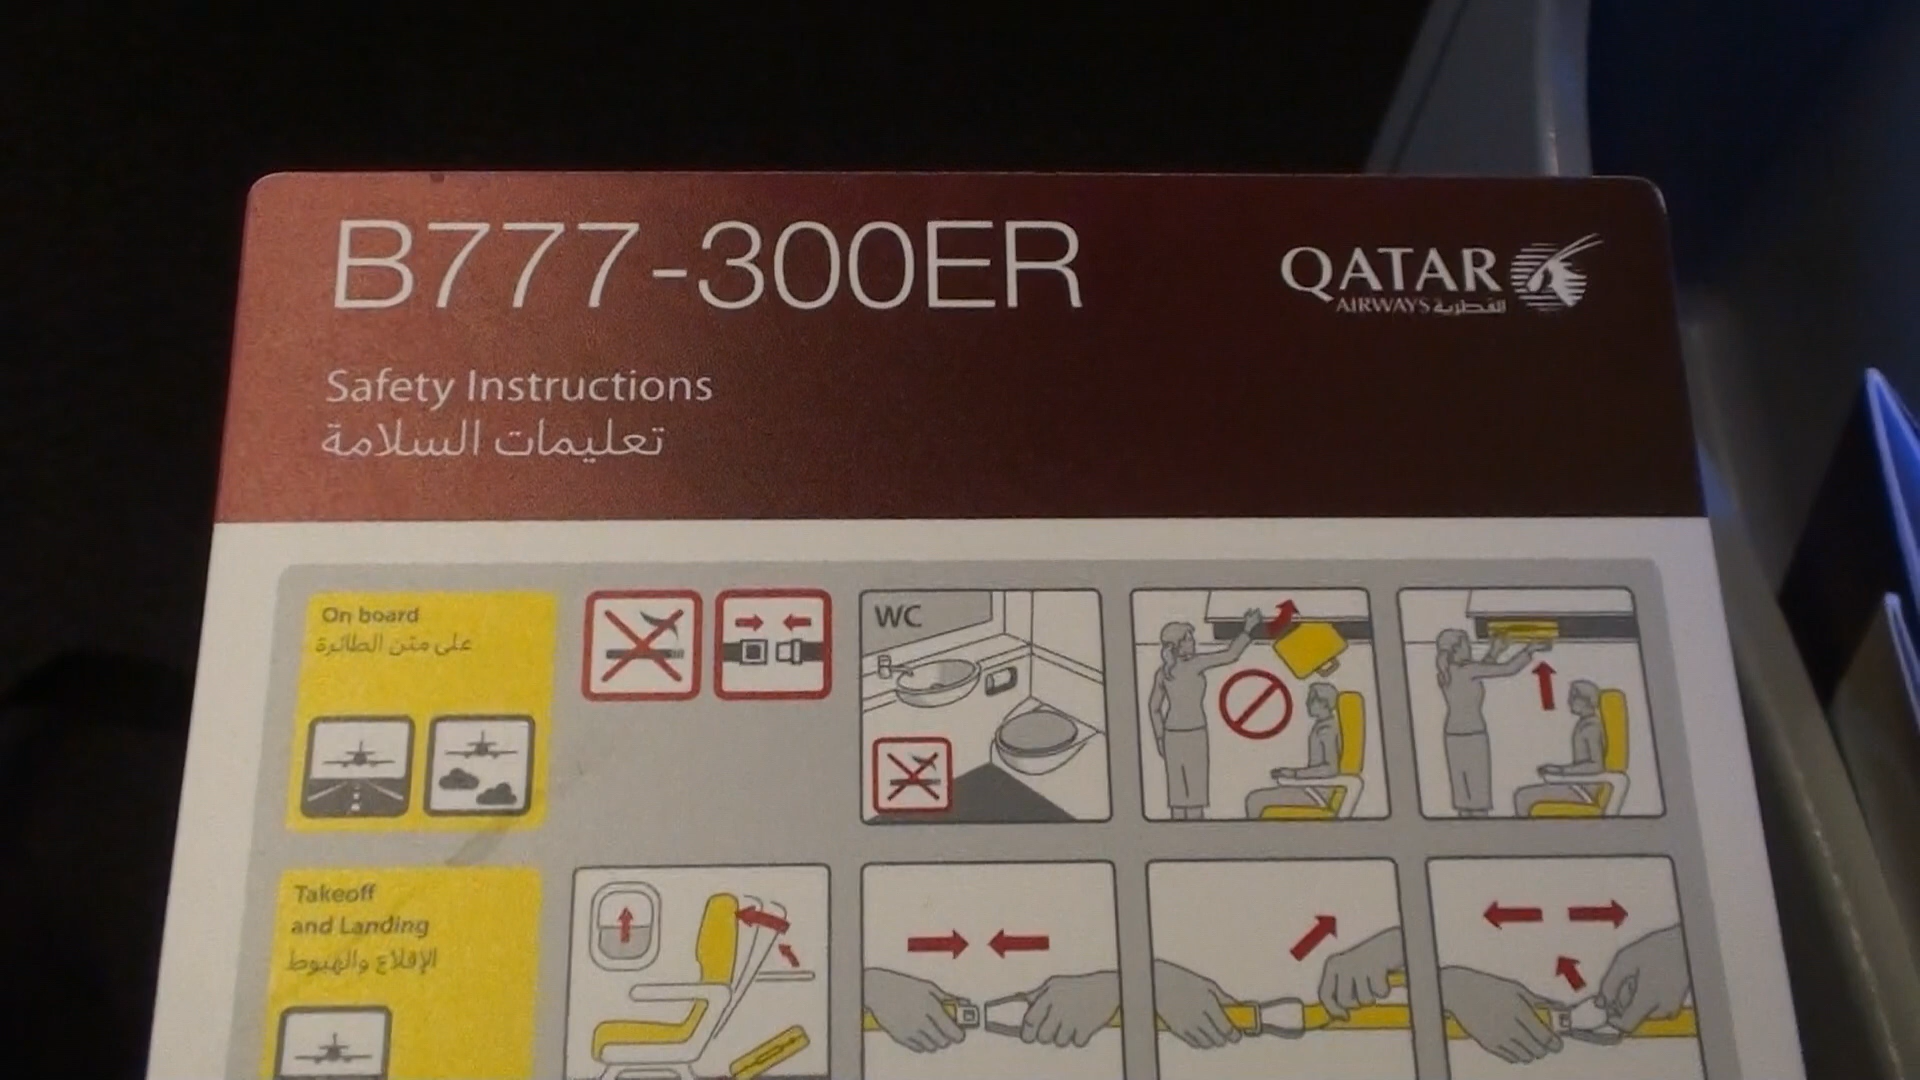 B777-300ER
QATAR
AIRWAYS القطرية
Safety Instructions
تعليمات السلامة
On board
على متن الطائرة
WC
Takeoff
and Landing
الإقلاع والهبوط